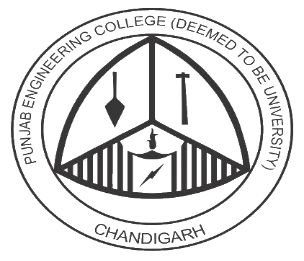 PUNJAB ENGINEERING COLLEGE (DEEMED TO BE UNIVERSITY)
CHANDIGARH